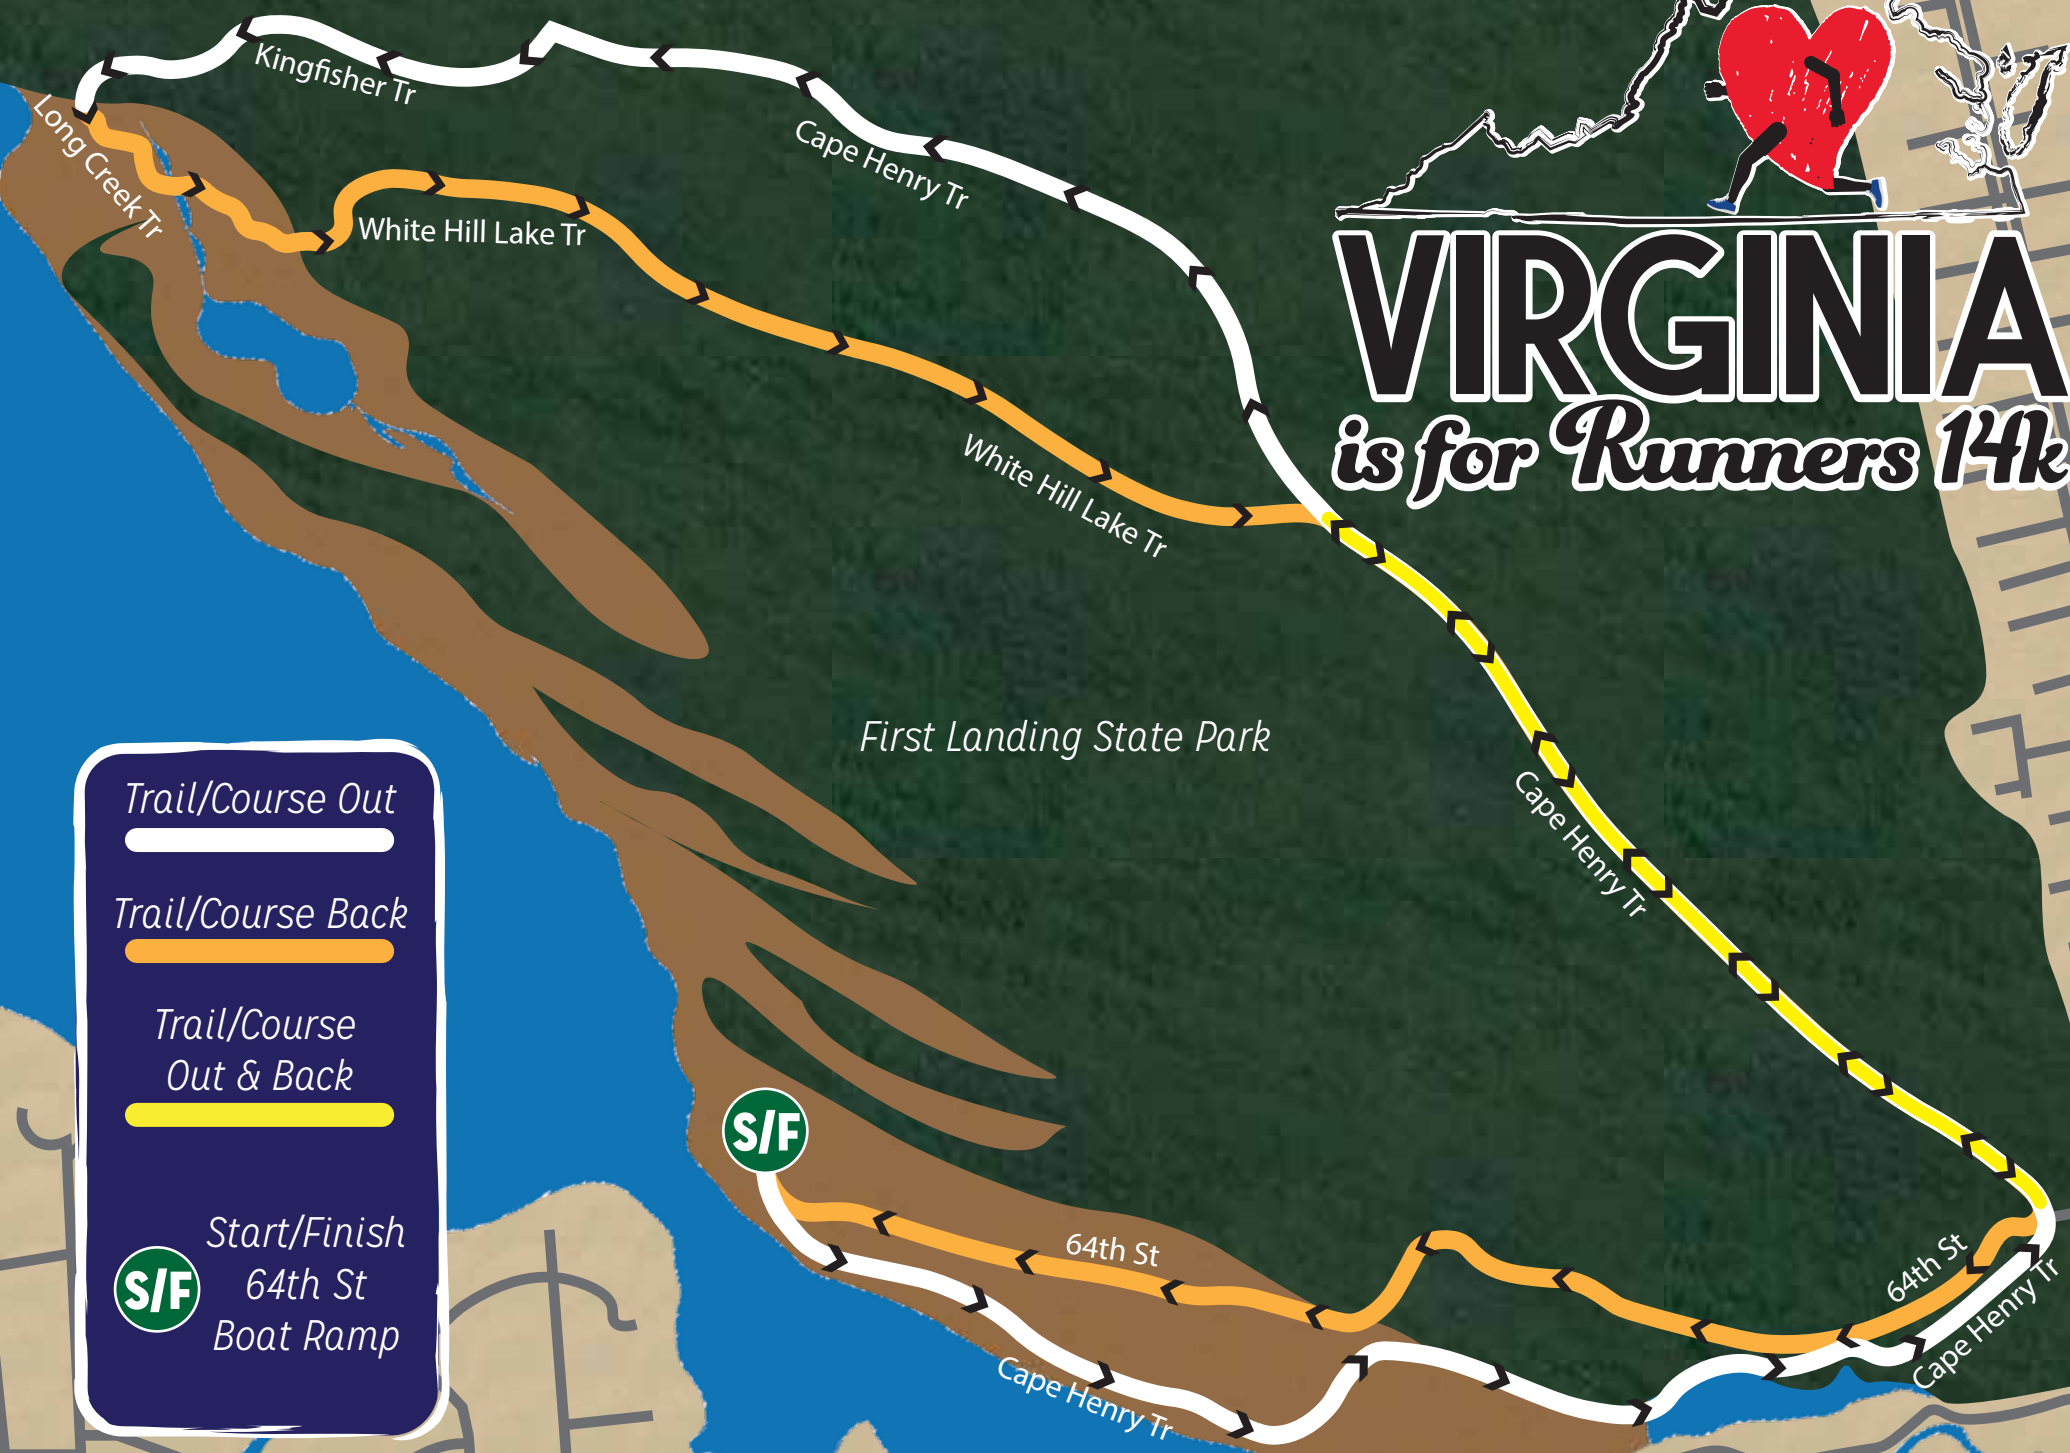 Kingfisher Tr
Long Creek Tr
White Hill Lake Tr
Cape Henry Tr
VIRGINIA
is for Runners 14k
White Hill Lake Tr
First Landing State Park
Cape Henry Tr
Trail/Course Out
Trail/Course Back
Trail/Course
Out & Back
S/F
Start/Finish
64th St
Boat Ramp
S/F
64th St
Cape Henry Tr
64th St
Cape Henry Tr